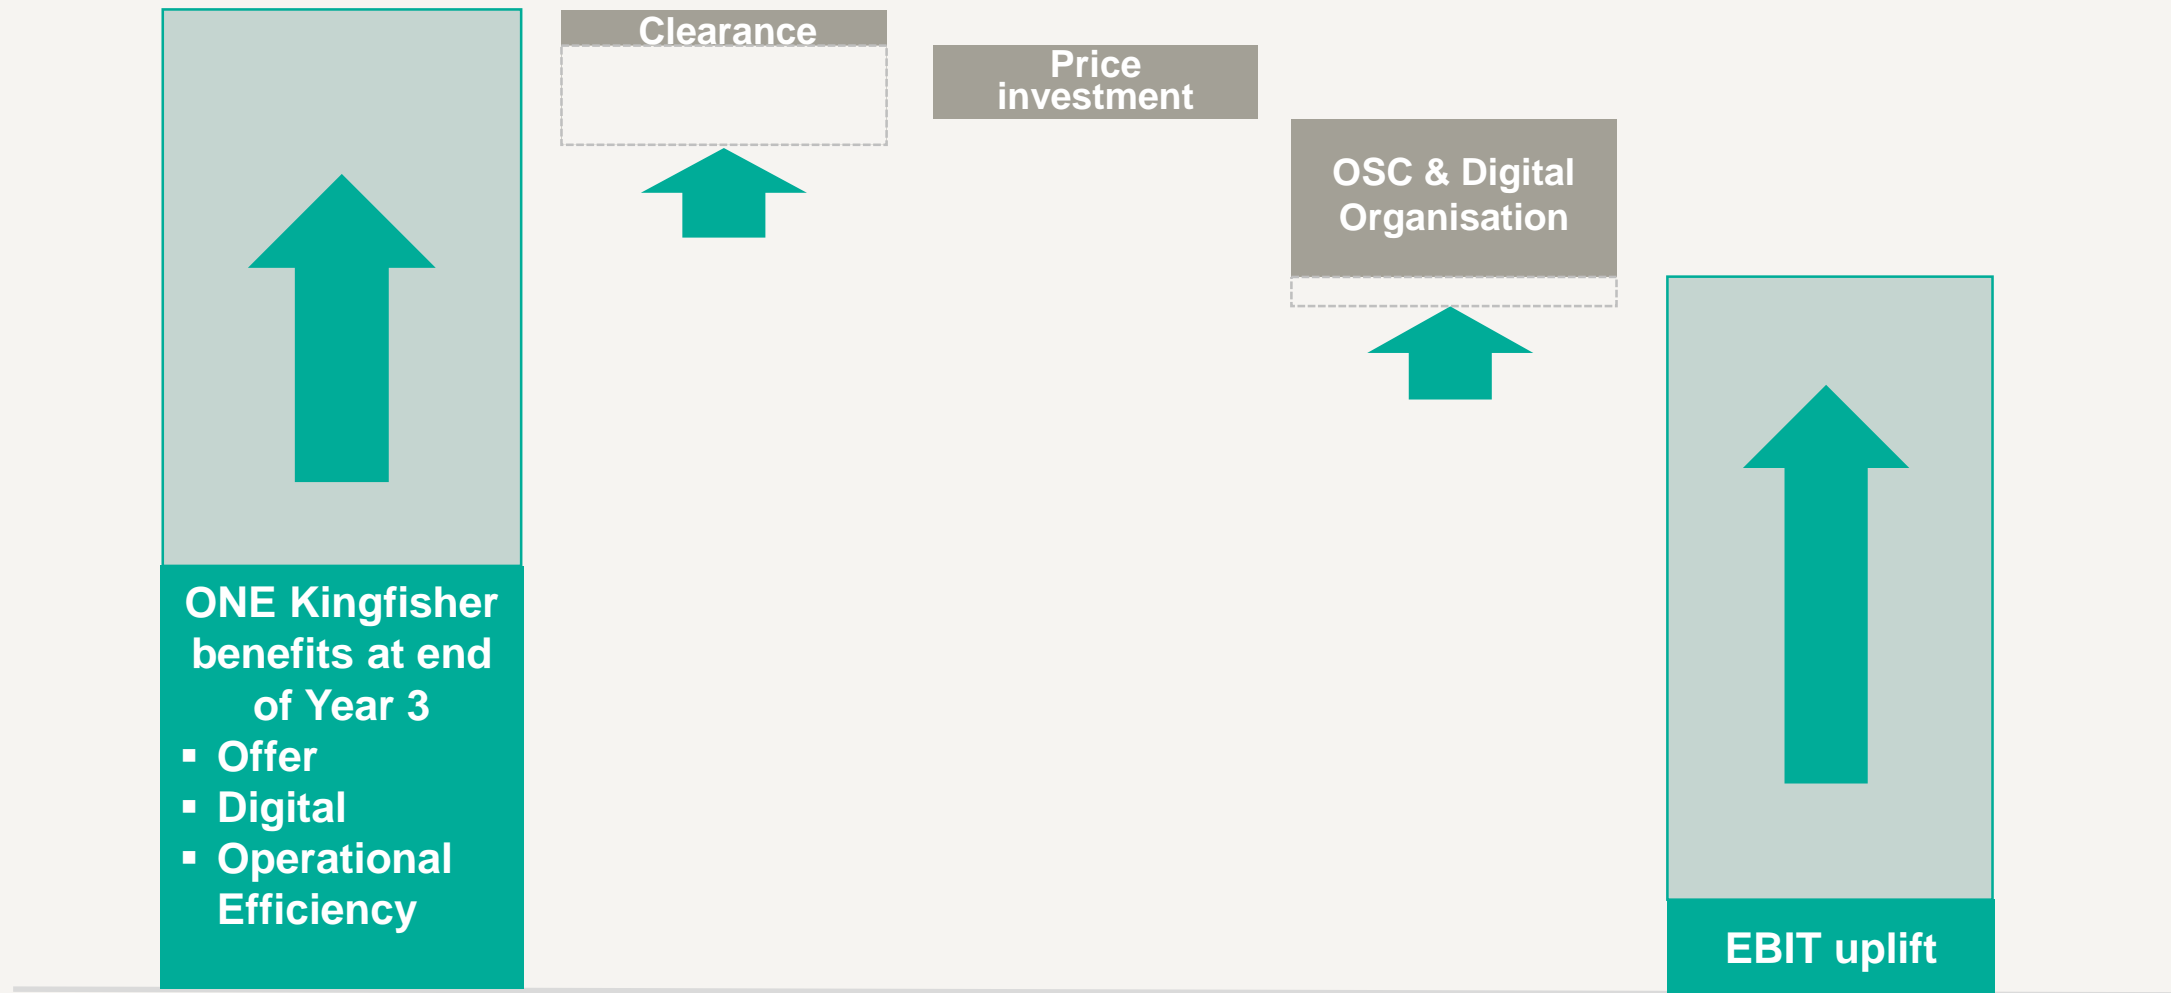 Clearance
Price
investment
OSC & Digital
Organisation
ONE Kingfisher
benefits at end
of Year 3
▪ Offer
▪ Digital
▪ Operational
Efficiency
EBIT uplift